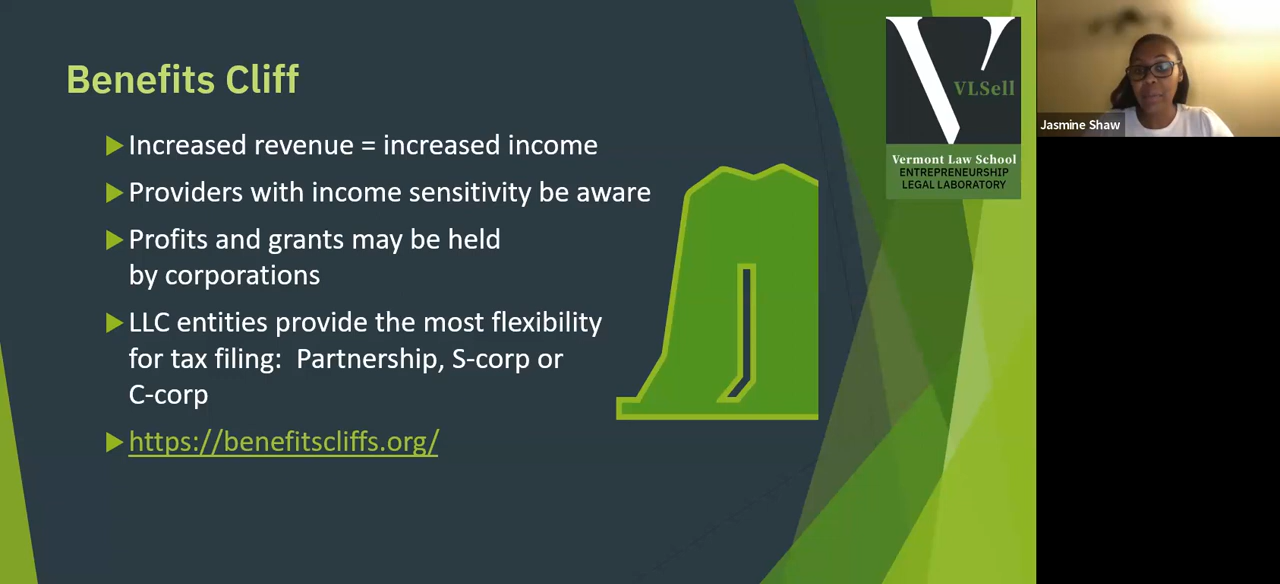 Benefits Cliff
Increased revenue = increased income
Providers with income sensitivity be aware
Profits and grants may be held
by corporations
LLC entities provide the most flexibility
for tax filing:  Partnership, S-corp or
C-corp
https://benefitscliffs.org/
V
VLSell
Vermont Law School
ENTREPRENEURSHIP
LEGAL LABORATORY
Jasmine Shaw